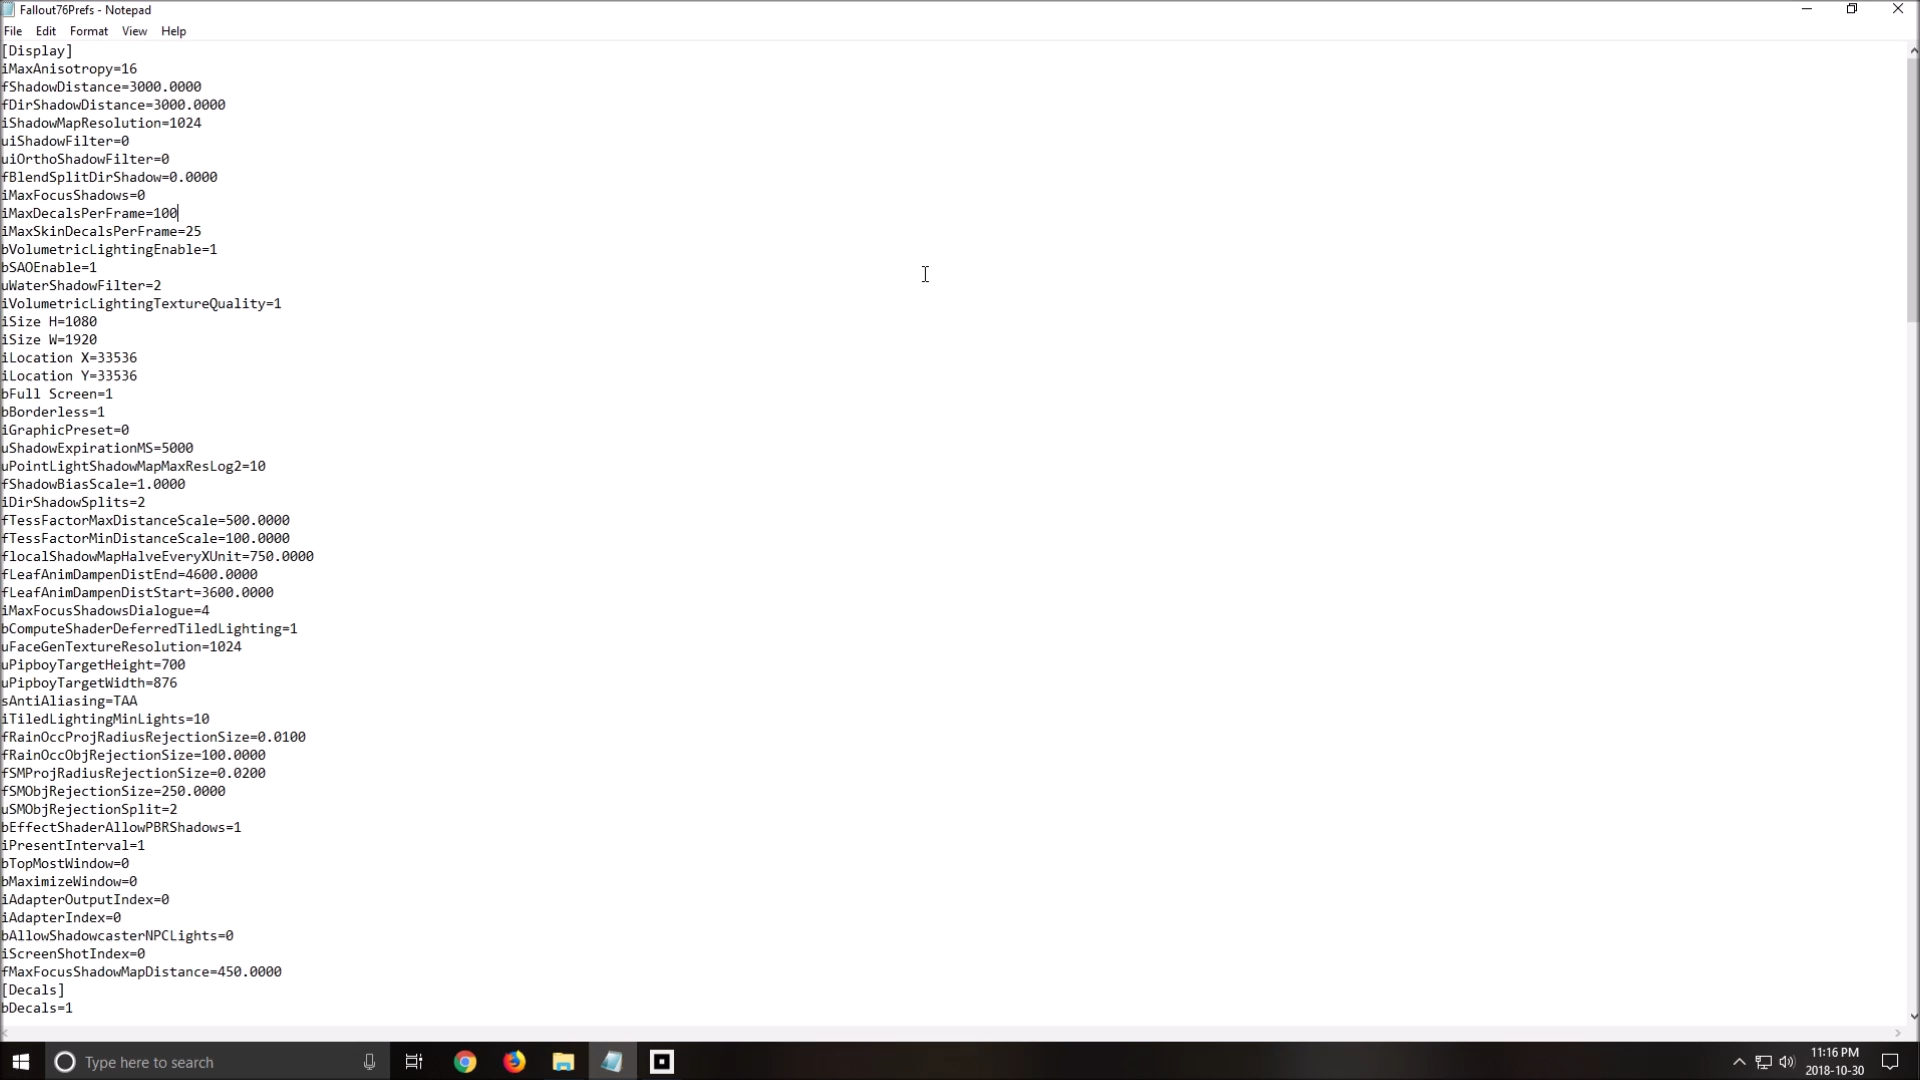 Fallout76Prefs - Notepad
File Edit Format View Help
[Display]
iMaxAnisotropy=16
fShadowDistance=3000.0000
fDirShadowDistance=3000.0000
iShadowMapResolution=1024
uiShadowFilter=0
uiOrthoShadowFilter=0
fBlendSplitDirShadow=0.0000
iMaxFocusShadows=0
iMaxDecalsPerFrame=100
iMaxSkinDecalsPerFrame=25
bVolumetricLightingEnable=1
bSAOEnable=1
uWaterShadowFilter=2
iVolumetricLightingTextureQuality=1
iSize H=1080
iSize W=1920
iLocation X=33536
iLocation Y=33536
bFull Screen=1
bBorderless=1
iGraphicPreset=0
uShadowExpirationMS=5000
uPointLightShadowMapMaxResLog2=10
fShadowBiasScale=1.0000
iDirShadowSplits=2
fTessFactorMaxDistanceScale=500.0000
fTessFactorMinDistanceScale=100.0000
flocalShadowMapHalveEveryXUnit=750.0000
fLeafAnimDampenDistEnd=4600.0000
fLeafAnimDampenDistStart=3600.0000
iMaxFocusShadowsDialogue=4
bComputeShaderDeferredTiledLighting=1
uFaceGenTextureResolution=1024
uPipboyTargetHeight=700
uPipboyTargetWidth=876
sAntiAliasing=TAA
iTiledLightingMinLights=10
fRainOccProjRadiusRejectionSize=0.0100
fRainOccObjRejectionSize=100.0000
fSMProjRadiusRejectionSize=0.0200
fSMObjRejectionSize=250.0000
uSMObjRejectionSplit=2
bEffectShaderAllowPBRShadows=1
iPresentInterval=1
bTopMostWindow=0
bMaximizeWindow=0
iAdapterOutputIndex=0
iAdapterIndex=0
bAllowShadowcasterNPCLights=0
iScreenShotIndex=0
fMaxFocusShadowMapDistance=450.0000
[Decals]
bDecals=1
Type here to search
11:16 PM
2018-10-30